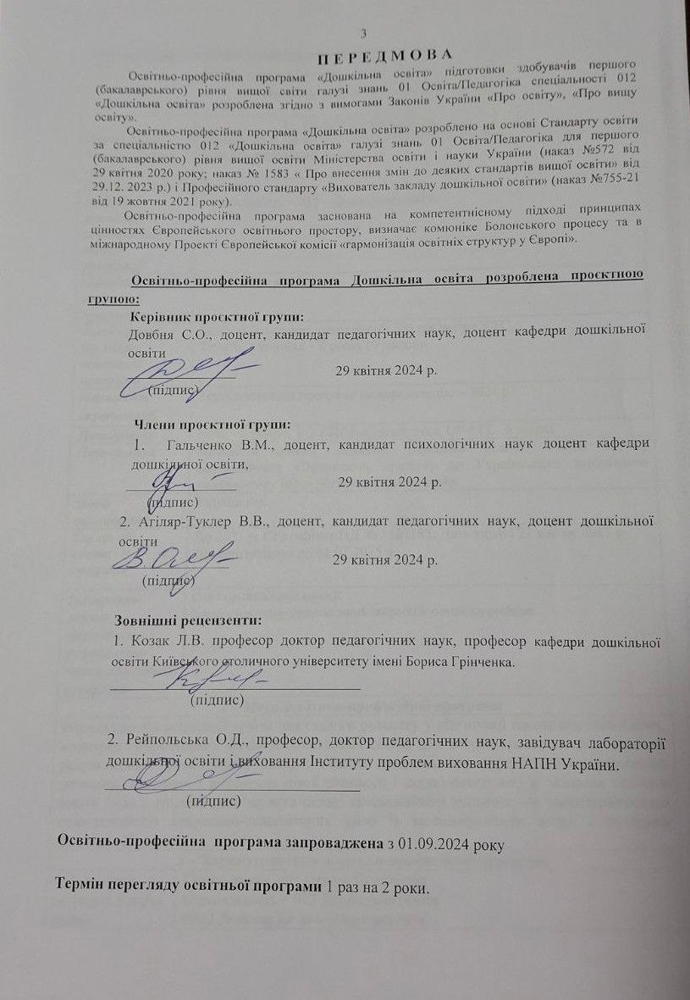 3
ПЕРЕДМОВА
Освітньо-професійна програма «Дошкільна освіта» підготовки здобувачів першого
(бакалаврського) рівня вищої світи галузі знань 01 Освіта/Педагогіка спеціальності 012
«Дошкільна освіта» розроблена згідно з вимогами Законів України «Про освіту», «Про вищу
освіту».
Освітньо-професійна програма «Дошкільна освіта» розроблено на основі Стандарту освіти
за спеціальністю 012 «Дошкільна освіта» галузі знань 01 Освіта/Педагогіка для першого
(бакалаврського) рівня вищої освіти Міністерства освіти і науки України (наказ №572 від
29 квітня 2020 року; наказ № 1583 « Про внесення змін до деяких стандартів вищої освіти» від
29.12. 2023 р.) і Професійного стандарту «Вихователь закладу дошкільної освіти» (наказ №755-21
від 19 жовтня 2021 року).
Освітньо-професійна програма заснована на компетентнісному підході принципах
цінностях Європейського освітнього простору, визначає комюніке Болонського процесу та в
міжнародному Проекті Європейської комісії «гармонізація освітніх структур у Європі».
Освітньо-професійна програма Дошкільна освіта розроблена проєктною
групою:
Керівник проєктної групи:
Довбня С.О., доцент, кандидат педагогічних наук, доцент кафедри дошкільної
освіти
29 квітня 2024 р.
(підпис)
Члени проєктної групи:
1. Гальченко В.М., доцент, кандидат психологічних наук доцент кафедри
дошкільної освіти,
29 квітня 2024 р.
(підпис)
2. Агіляр-Туклер В.В., доцент, кандидат педагогічних наук, доцент дошкільної
освіти
29 квітня 2024 р.
(підпис)
Зовнішні рецензенти:
1. Козак Л.В. професор доктор педагогічних наук, професор кафедри дошкільної
освіти Київського столичного університету імені Бориса Грінченка.
(підпис)
2. Рейпольська О.Д., професор, доктор педагогічних наук, завідувач лабораторії
дошкільної освіти і виховання Інституту проблем виховання НАПН України.
(підпис)
Освітньо-професійна програма запроваджена з 01.09.2024 року
Термін перегляду освітньої програми 1 раз на 2 роки.